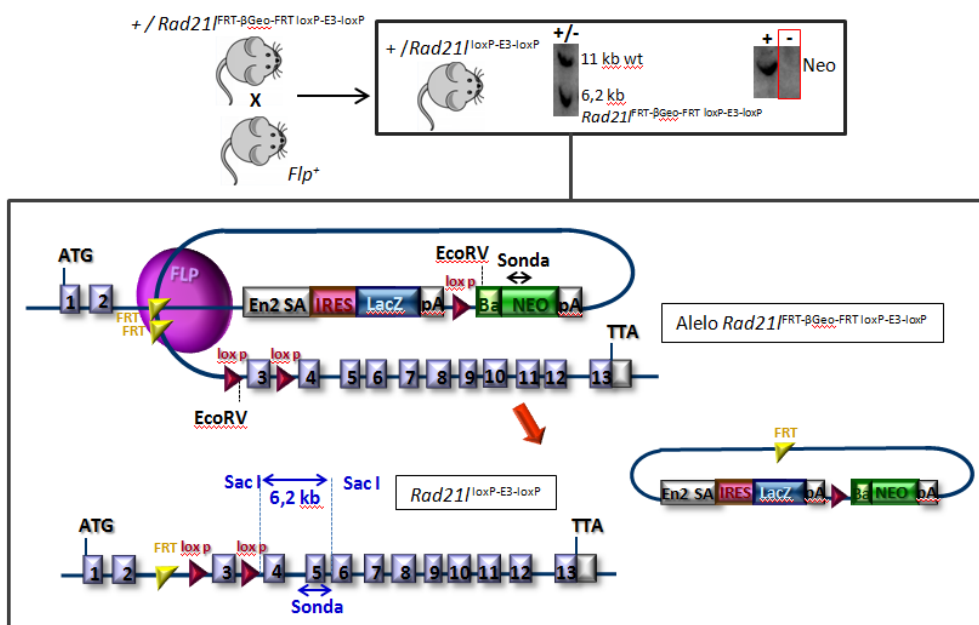 + /Rad21l FRT-βGeo-FRT loxP-E3-loxP
X
Flp+
+ /Rad21l loxP-E3-loxP
+/-
11 kb wt
6,2 kb
Rad21l FRT-βGeo-FRT loxP-E3-loxP
+ -
Neo
ATG
1 2
FLP
FRT
FRT
En2 SA IRES LacZ pA
lox p
EcoRV
Sonda
Ba NEO pA
Alelo Rad21l FRT-βGeo-FRT loxP-E3-loxP
lox p lox p
TTA
3 4 5 6 7 8 9 10 11 12 13
EcoRV
Sac I 6,2 kb Sac I
Rad21l loxP-E3-loxP
FRT
En2 SA IRES LacZ pA Ba NEO pA
ATG
FRT lox p lox p
TTA
1 2 3 4 5 6 7 8 9 10 11 12 13
Sonda